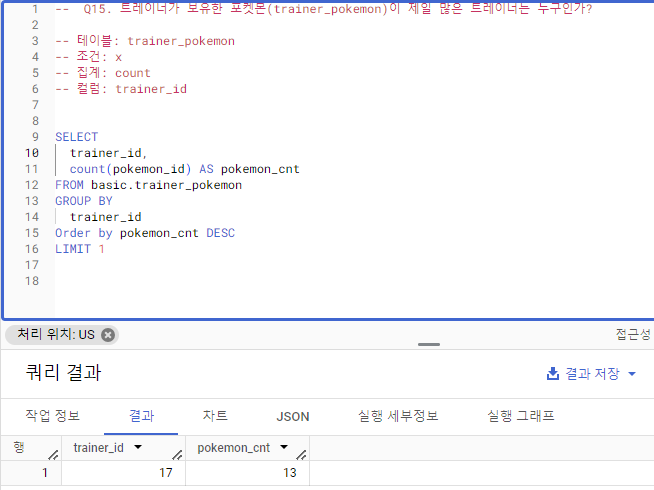 1 -- Q15. 트레이너가 보유한 포켓몬(trainer_pokemon)이 제일 많은 트레이너는 누구인가?
2
3 -- 테이블: trainer_pokemon
4 -- 조건: x
5 -- 집계: count
6 -- 컬럼: trainer_id
7
8
9 SELECT
10 trainer_id,
11 count(pokemon_id) AS pokemon_cnt
12 FROM basic.trainer_pokemon
13 GROUP BY
14 trainer_id
15 Order by pokemon_cnt DESC
16 LIMIT 1
17
18
처리 위치: US 접근성
쿼리 결과 결과 저장
작업 정보 결과 차트 JSON 실행 세부정보 실행 그래프
행 trainer_id pokemon_cnt
1 17 13